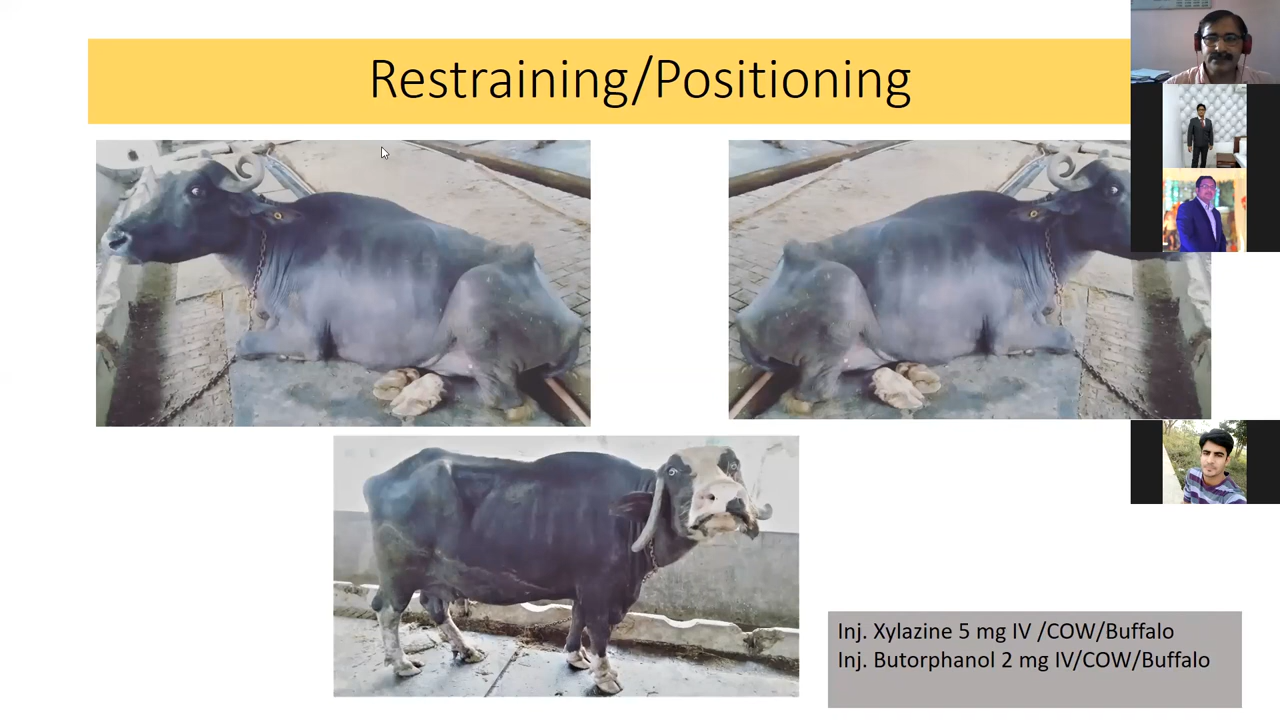 Restraining/Positioning
Inj. Xylazine 5 mg IV /COW/Buffalo
Inj. Butorphanol 2 mg IV/COW/Buffalo